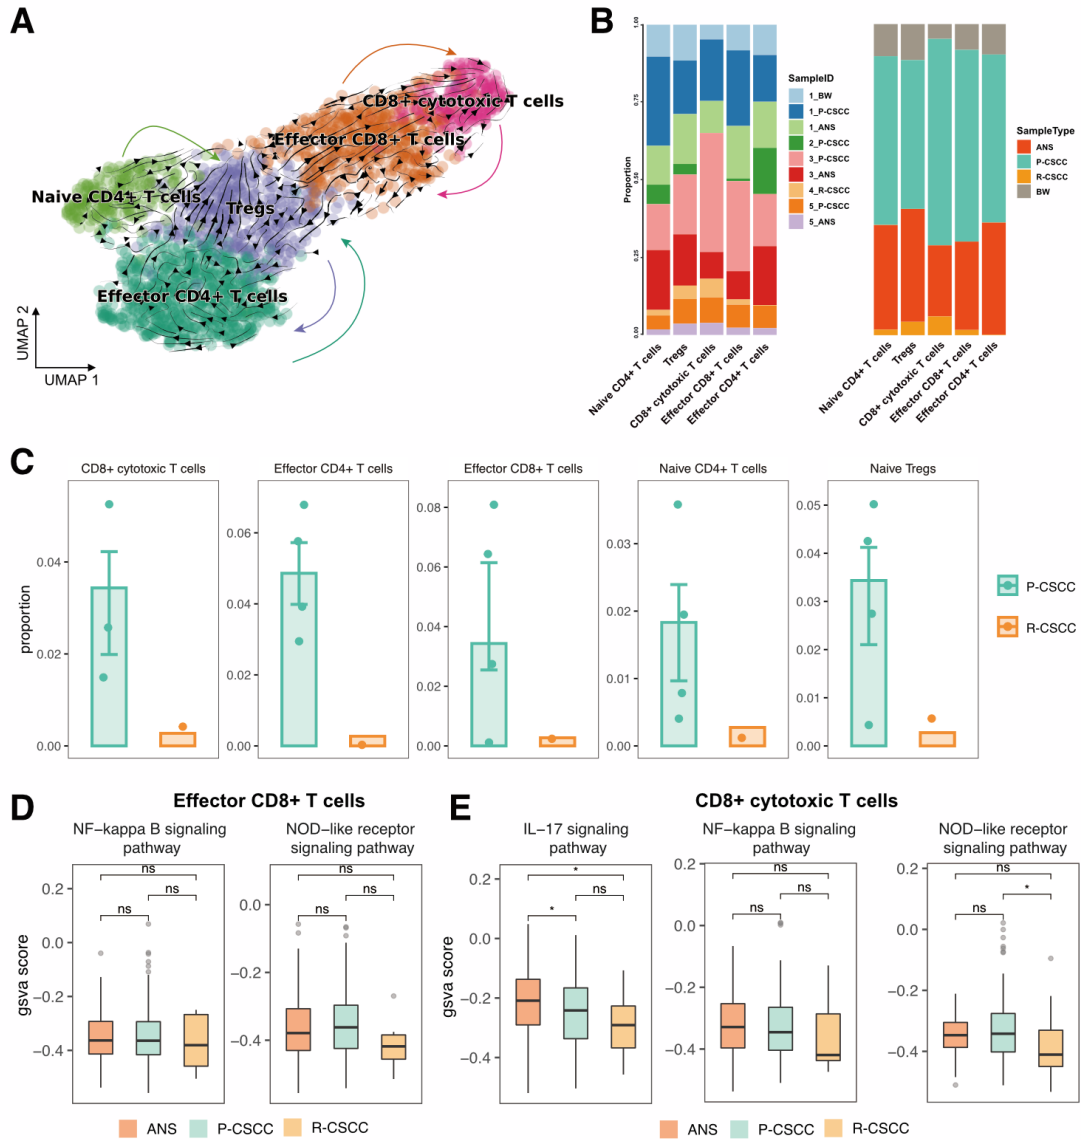 A
CD8+ cytotoxic T cells
Effector CD8+ T cells
Naive CD4+ T cells
Tregs
Effector CD4+ T cells
UMAP 2
UMAP 1
B
Proportion
1.00
0.75
0.50
0.25
0.00
Naive CD4+ T cells
Tregs
CD8+ cytotoxic T cells
Effector CD8+ T cells
Effector CD4+ T cells
SampleID
1_BW
1_P-CSCC
1_ANS
2_P-CSCC
3_P-CSCC
3_ANS
4_R-CSCC
5_P-CSCC
5_ANS
Naive CD4+ T cells
Tregs
CD8+ cytotoxic T cells
Effector CD8+ T cells
Effector CD4+ T cells
SampleType
ANS
P-CSCC
R-CSCC
BW
C
proportion
CD8+ cytotoxic T cells
0.04
0.02
0.00
Effector CD4+ T cells
0.06
0.04
0.02
0.00
Effector CD8+ T cells
0.08
0.06
0.04
0.02
0.00
Naive CD4+ T cells
0.03
0.02
0.01
0.00
Naive Tregs
0.05
0.04
0.03
0.02
0.01
0.00
P-CSCC
R-CSCC
D
Effector CD8+ T cells
gsva score
NF−kappa B signaling
pathway
0.2
0.0
−0.2
−0.4
ns
ns
ns
NOD−like receptor
signaling pathway
0.0
−0.2
−0.4
ns
ns
ns
ANS
P-CSCC
R-CSCC
E
CD8+ cytotoxic T cells
gsva score
IL−17 signaling
pathway
0.2
0.0
−0.2
−0.4
*
ns
*
NF−kappa B signaling
pathway
0.2
0.0
−0.2
−0.4
ns
ns
ns
NOD−like receptor
signaling pathway
0.2
0.0
−0.2
−0.4
ns
*
ns
ANS
P-CSCC
R-CSCC